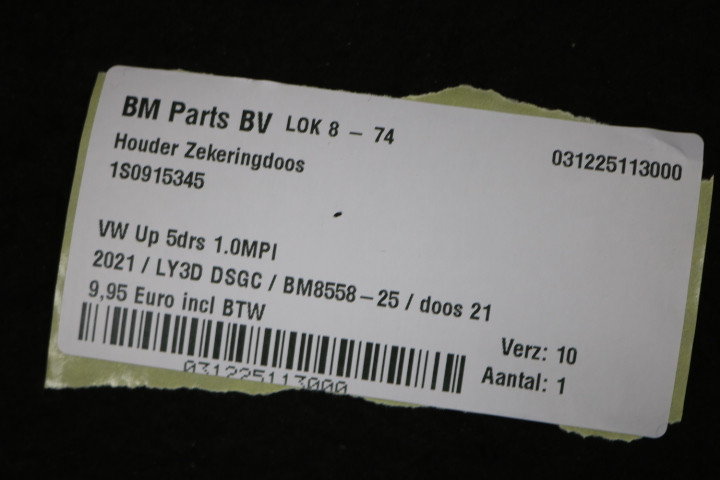 BM Parts BV LOK 8 - 74
031225113000
Houder Zekeringdoos
1S0915345
VW Up 5drs 1.0MPI
2021 / LY3D DSGC / BM8558-25 / doos 21
9,95 Euro incl BTW
Verz: 10
Aantal: 1
031225113000